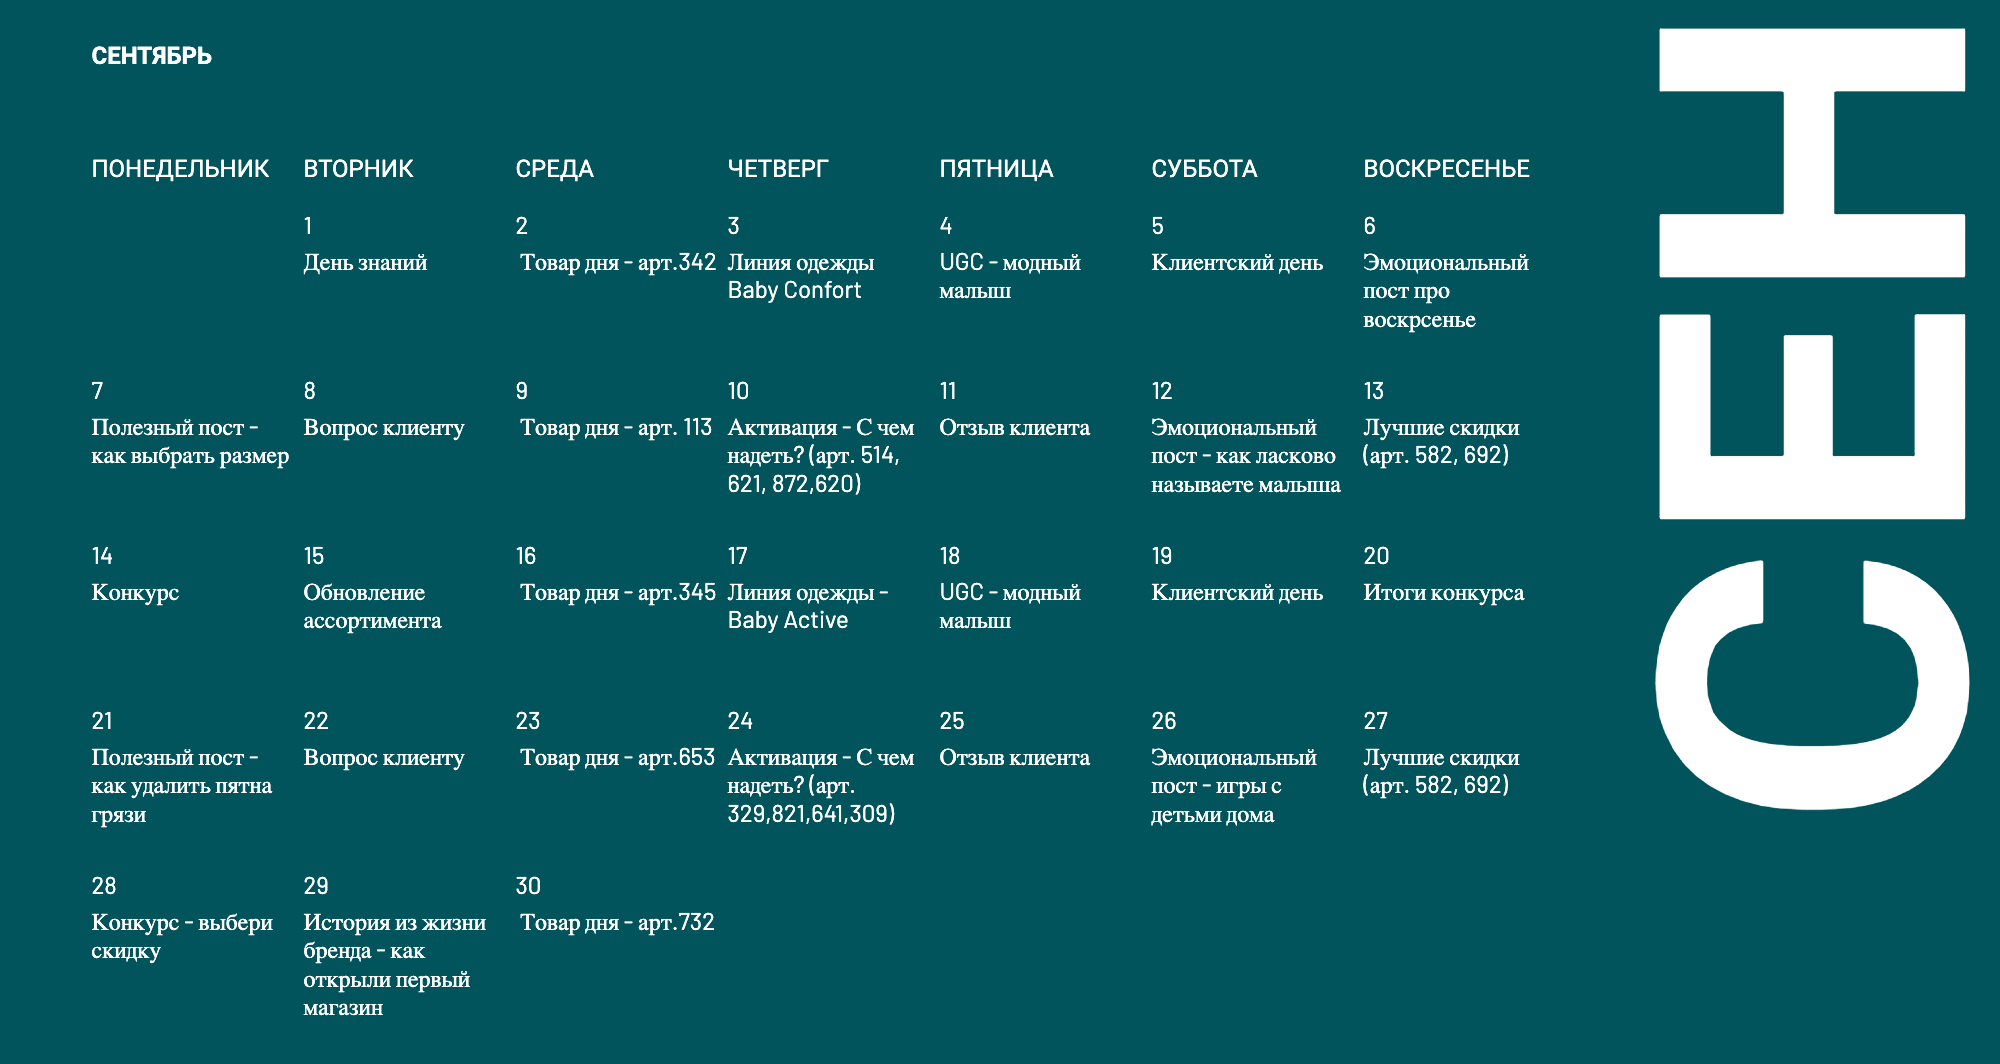 СЕНТЯБРЬ
ПОНЕДЕЛЬНИК ВТОРНИК СРЕДА ЧЕТВЕРГ ПЯТНИЦА СУББОТА ВОСКРЕСЕНЬЕ
1
День знаний
2
Товар дня - арт.342
3
Линия одежды
Baby Confort
4
UGC - модный
малыш
5
Клиентский день
6
Эмоциональный
пост про
воскрсенье
7
Полезный пост -
как выбрать размер
8
Вопрос клиенту
9
Товар дня - арт. 113
10
Активация - С чем
надеть? (арт. 514,
621, 872,620)
11
Отзыв клиента
12
Эмоциональный
пост - как ласково
называете малыша
13
Лучшие скидки
(арт. 582, 692)
14
Конкурс
15
Обновление
ассортимента
16
Товар дня - арт.345
17
Линия одежды -
Baby Active
18
UGC - модный
малыш
19
Клиентский день
20
Итоги конкурса
21
Полезный пост -
как удалить пятна
грязи
22
Вопрос клиенту
23
Товар дня - арт.653
24
Активация - С чем
надеть? (арт.
329,821,641,309)
25
Отзыв клиента
26
Эмоциональный
пост - игры с
детьми дома
27
Лучшие скидки
(арт. 582, 692)
28
Конкурс - выбери
скидку
29
История из жизни
бренда - как
открыли первый
магазин
30
Товар дня - арт.732
СЕН